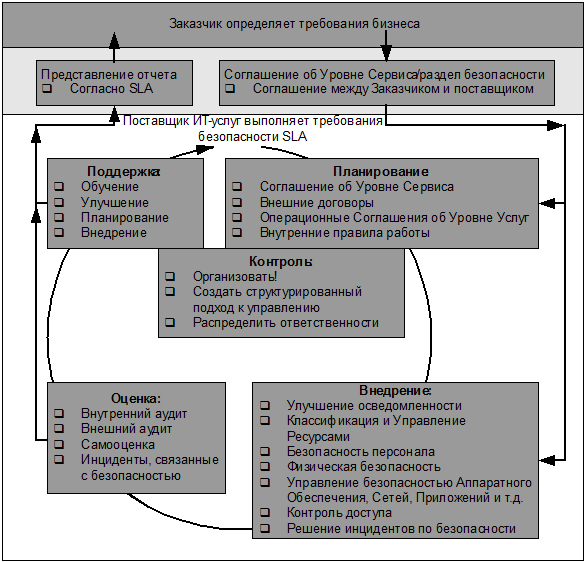 Заказчик определяет требования бизнеса
Представление отчета
❑ Согласно SLA
Соглашение об Уровне Сервиса/раздел безопасности
❑ Соглашение между Заказчиком и поставщиком
Поставщик ИТ-услуг выполняет требования
безопасности SLA
Поддержка:
❑ Обучение
❑ Улучшение
❑ Планирование
❑ Внедрение
Планирование
❑ Соглашение об Уровне Сервиса
❑ Внешние договоры
❑ Операционные Соглашения об Уровне Услуг
❑ Внутренние правила работы
Контроль:
❑ Организовать!
❑ Создать структурированный
подход к управлению
❑ Распределить ответственности
Оценка:
❑ Внутренний аудит
❑ Внешний аудит
❑ Самооценка
❑ Инциденты, связанные
с безопасностью
Внедрение:
❑ Улучшение осведомленности
❑ Классификация и Управление
Ресурсами
❑ Безопасность персонала
❑ Физическая безопасность
❑ Управление безопасностью Аппаратного
Обеспечения, Сетей, Приложений и т.д.
❑ Контроль доступа
❑ Решение инцидентов по безопасности